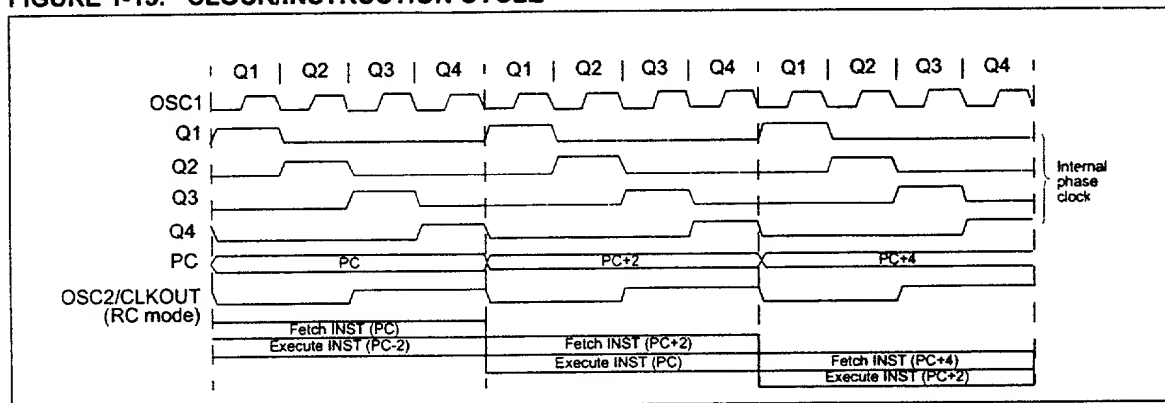 FIGURE 4-13: CLOCK/INSTRUCTION CYCLE
Q1 | Q2 | Q3 | Q4 | Q1 | Q2 | Q3 | Q4 | Q1 | Q2 | Q3 | Q4
OSC1
Q1
Q2
Q3
Q4
Internal
phase
clock
PC
PC
PC+2
PC+4
OSC2/CLKOUT
(RC mode)
Fetch INST (PC)
Execute INST (PC-2)
Fetch INST (PC+2)
Execute INST (PC)
Fetch INST (PC+4)
Execute INST (PC+2)